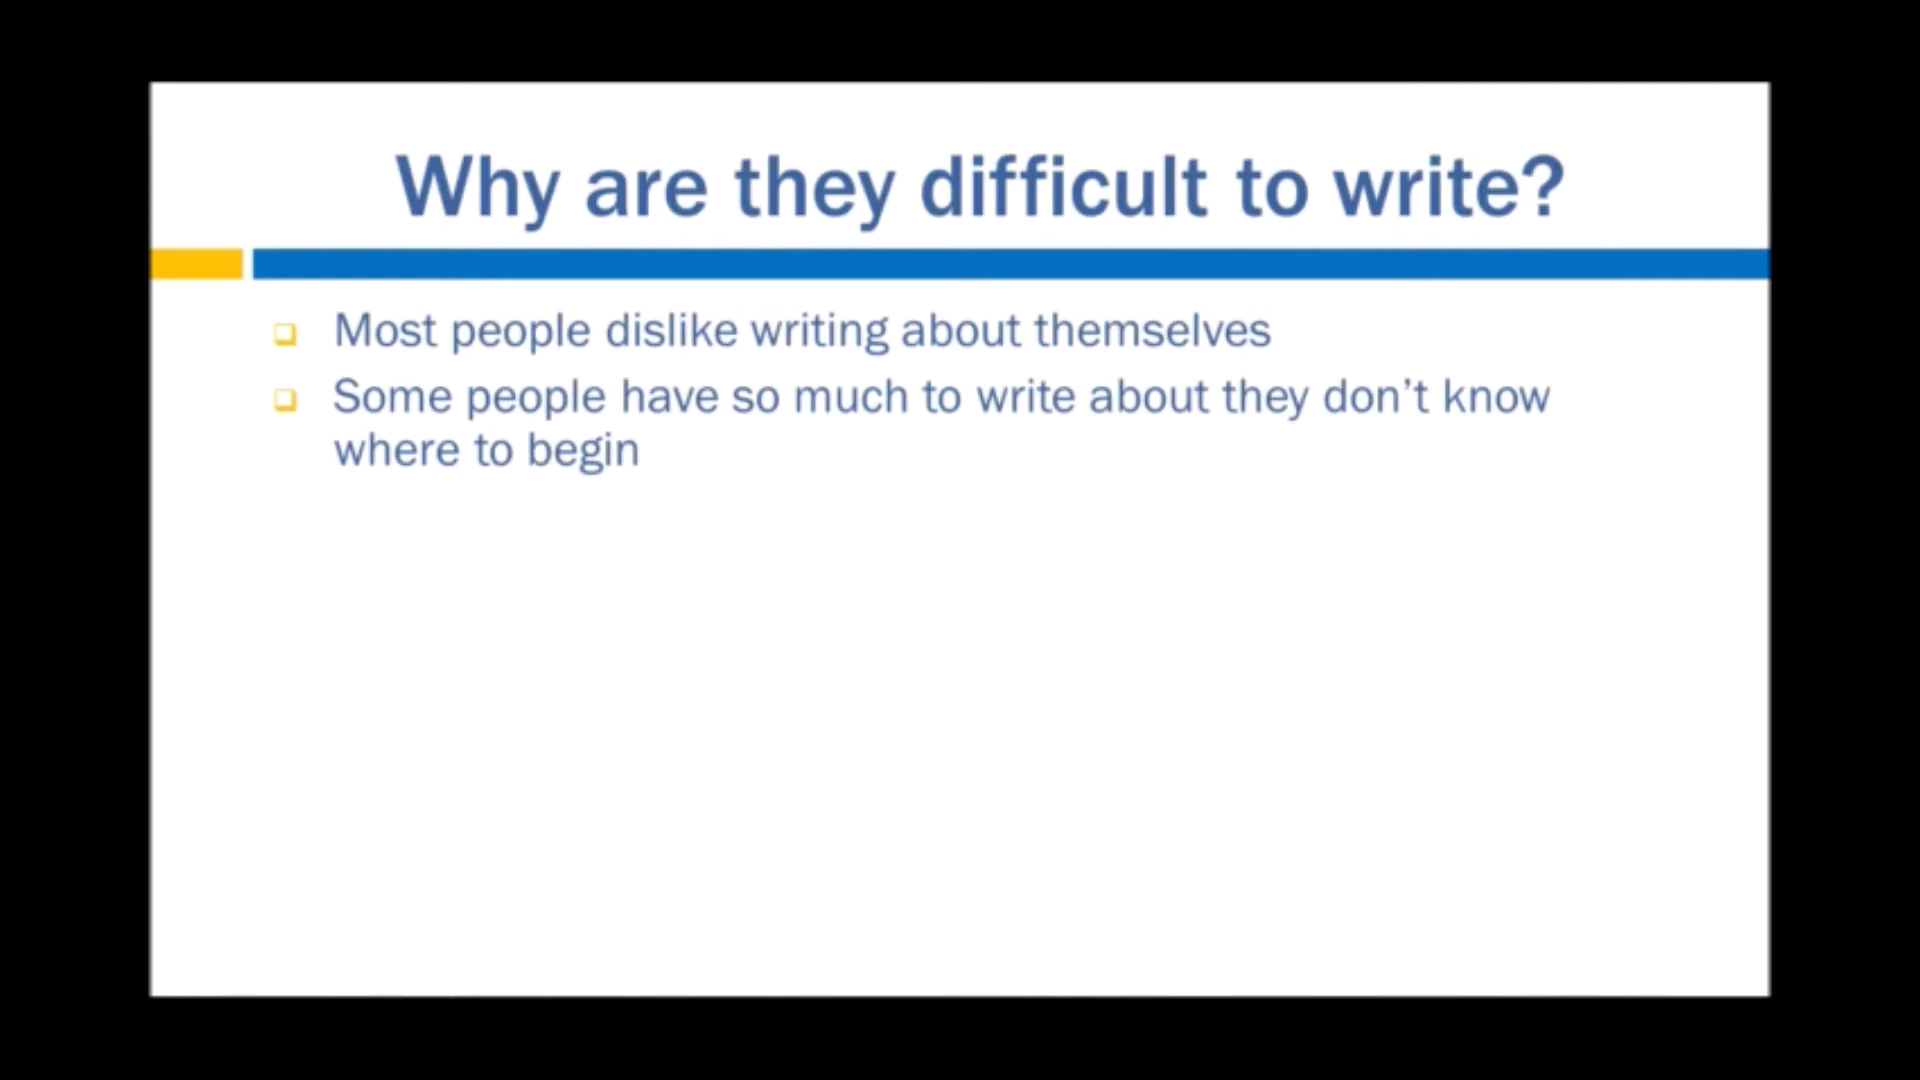 Why are they difficult to write?
Most people dislike writing about themselves
Some people have so much to write about they don’t know
where to begin